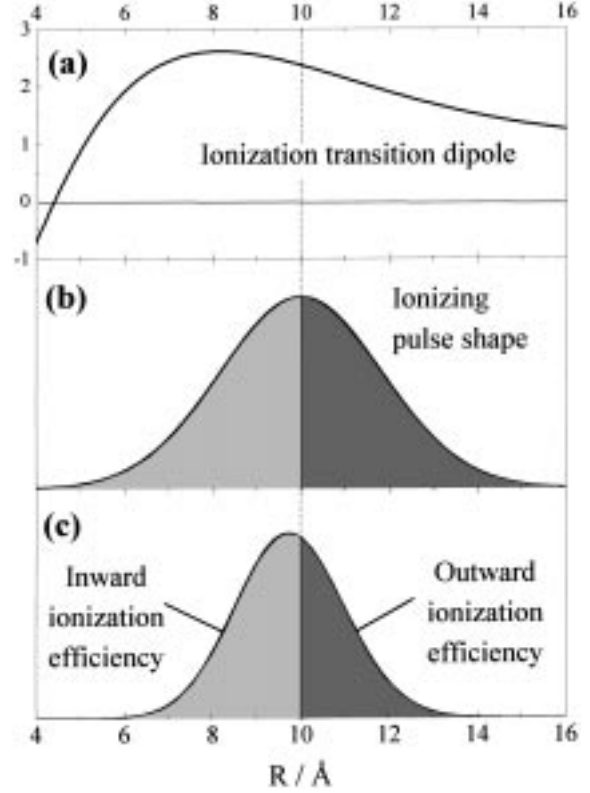 4 6 8 10 12 14 16
3
(a)
2
1
Ionization transition dipole
0
-1
(b)
Ionizing
pulse shape
(c)
Inward
ionization
efficiency
Outward
ionization
efficiency
4 6 8 10 12 14 16
R / Å